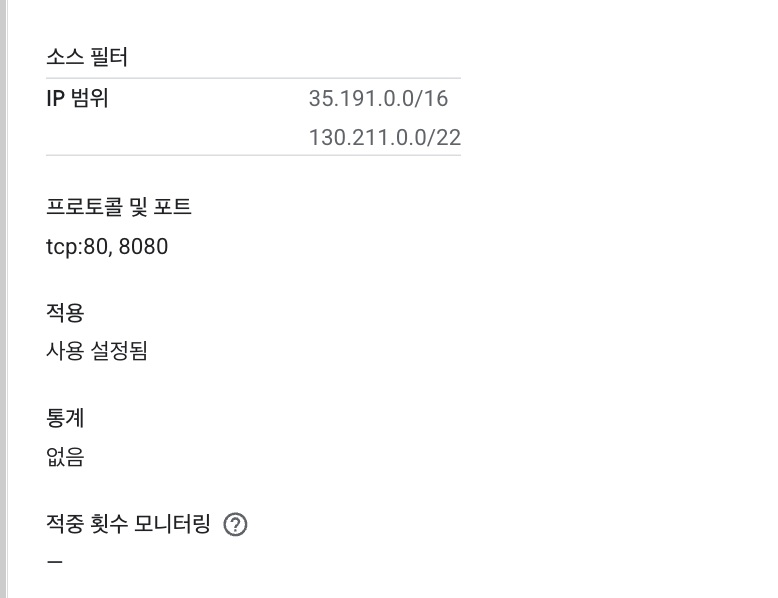 소스 필터
IP 범위 35.191.0.0/16
130.211.0.0/22
프로토콜 및 포트
tcp:80, 8080
적용
사용 설정됨
통계
없음
적중 횟수 모니터링 ?
—